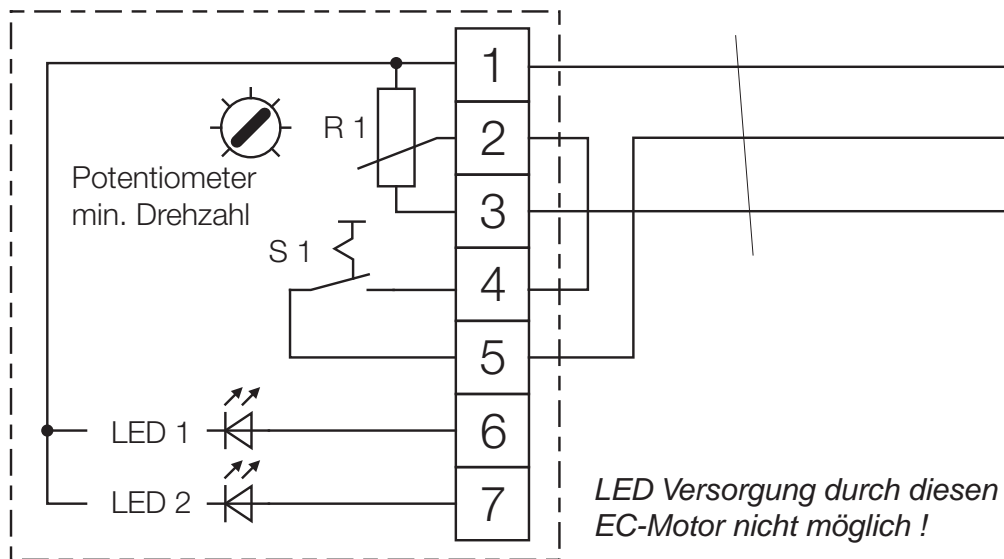 1
R 1
2
Potentiometer
min. Drehzahl
3
S 1
4
5
LED 1
6
LED 2
7
LED Versorgung durch diesen
EC-Motor nicht möglich !